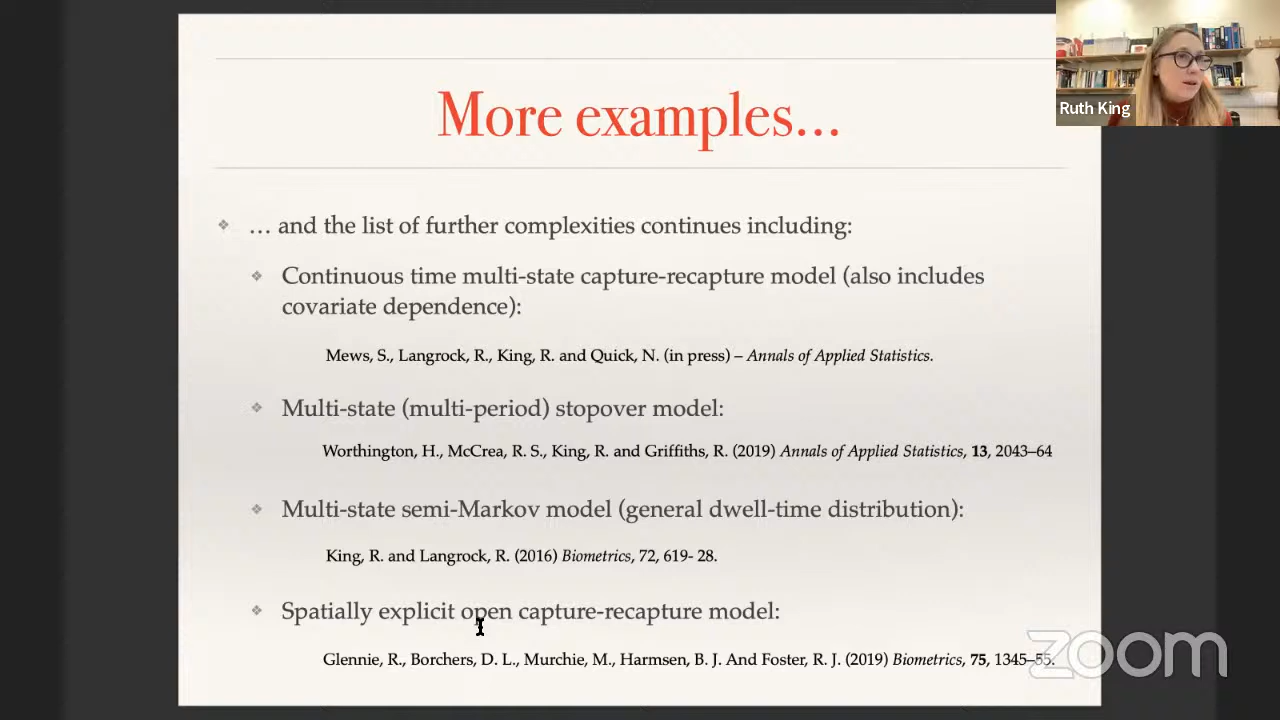 More examples…
Ruth King
… and the list of further complexities continues including:
Continuous time multi-state capture-recapture model (also includes
covariate dependence):
Mews, S., Langrock, R., King, R. and Quick, N. (in press) – Annals of Applied Statistics.
Multi-state (multi-period) stopover model:
Worthington, H., McCrea, R. S., King, R. and Griffiths, R. (2019) Annals of Applied Statistics, 13, 2043–64
Multi-state semi-Markov model (general dwell-time distribution):
King, R. and Langrock, R. (2016) Biometrics, 72, 619- 28.
Spatially explicit open capture-recapture model:
Glennie, R., Borchers, D. L., Murchie, M., Harmsen, B. J. And Foster, R. J. (2019) Biometrics, 75, 1345–55.
zoom